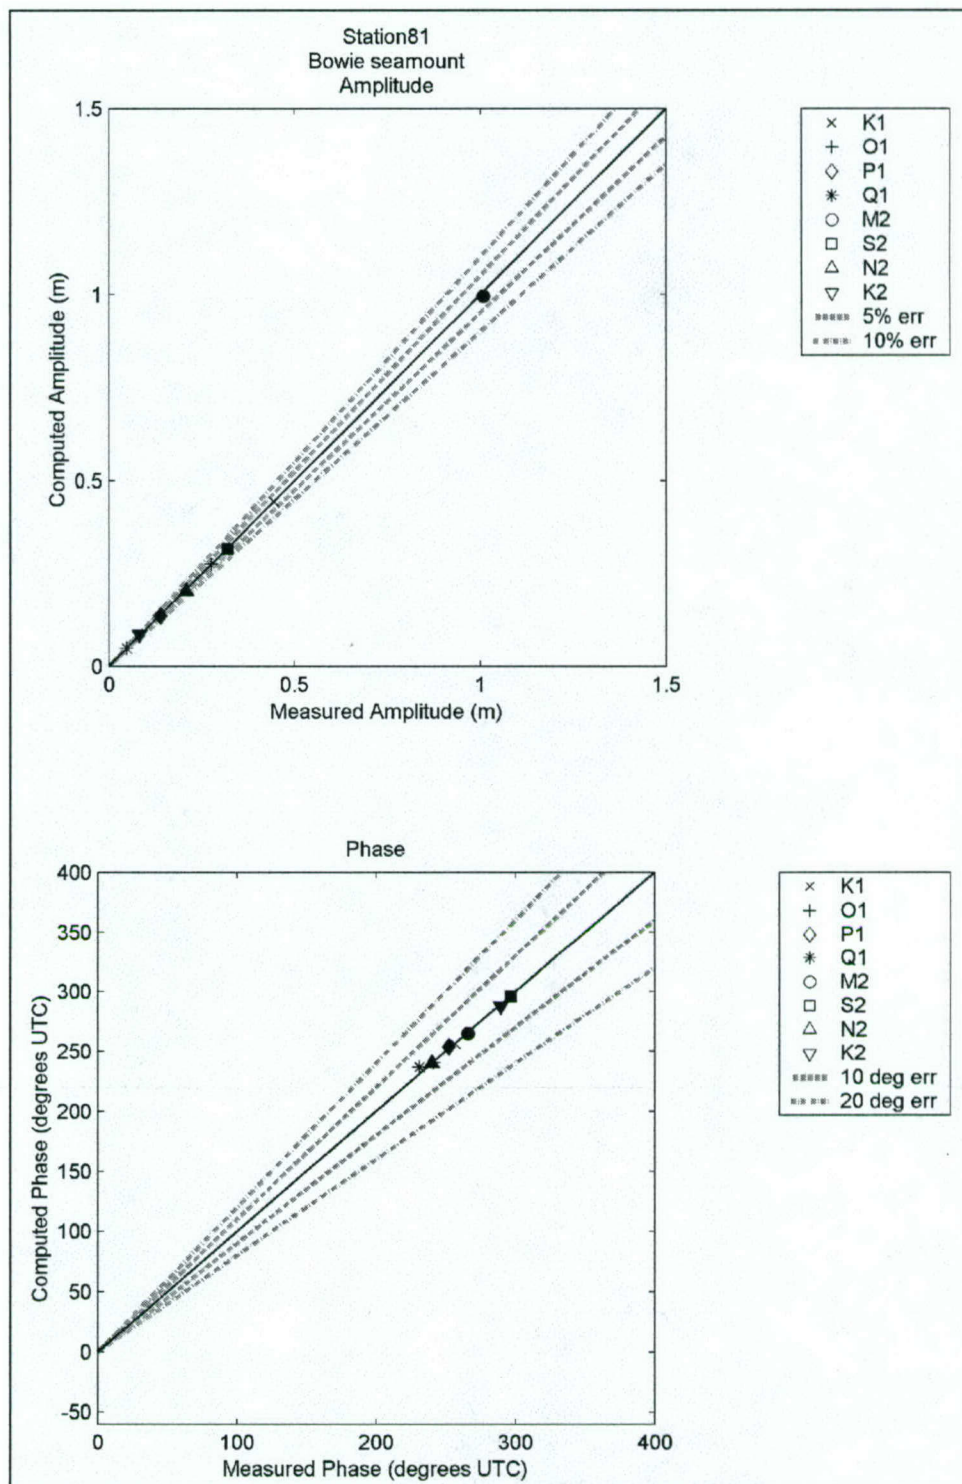 Station81
Bowie seamount
Amplitude
1.5
1
0.5
0
Computed Amplitude (m)
0
0.5
1
1.5
Measured Amplitude (m)
K1
O1
P1
Q1
M2
S2
N2
K2
5% err
10% err
Phase
400
350
300
250
200
150
100
50
0
-50
Computed Phase (degrees UTC)
0
100
200
300
400
Measured Phase (degrees UTC)
K1
O1
P1
Q1
M2
S2
N2
K2
10 deg err
20 deg err